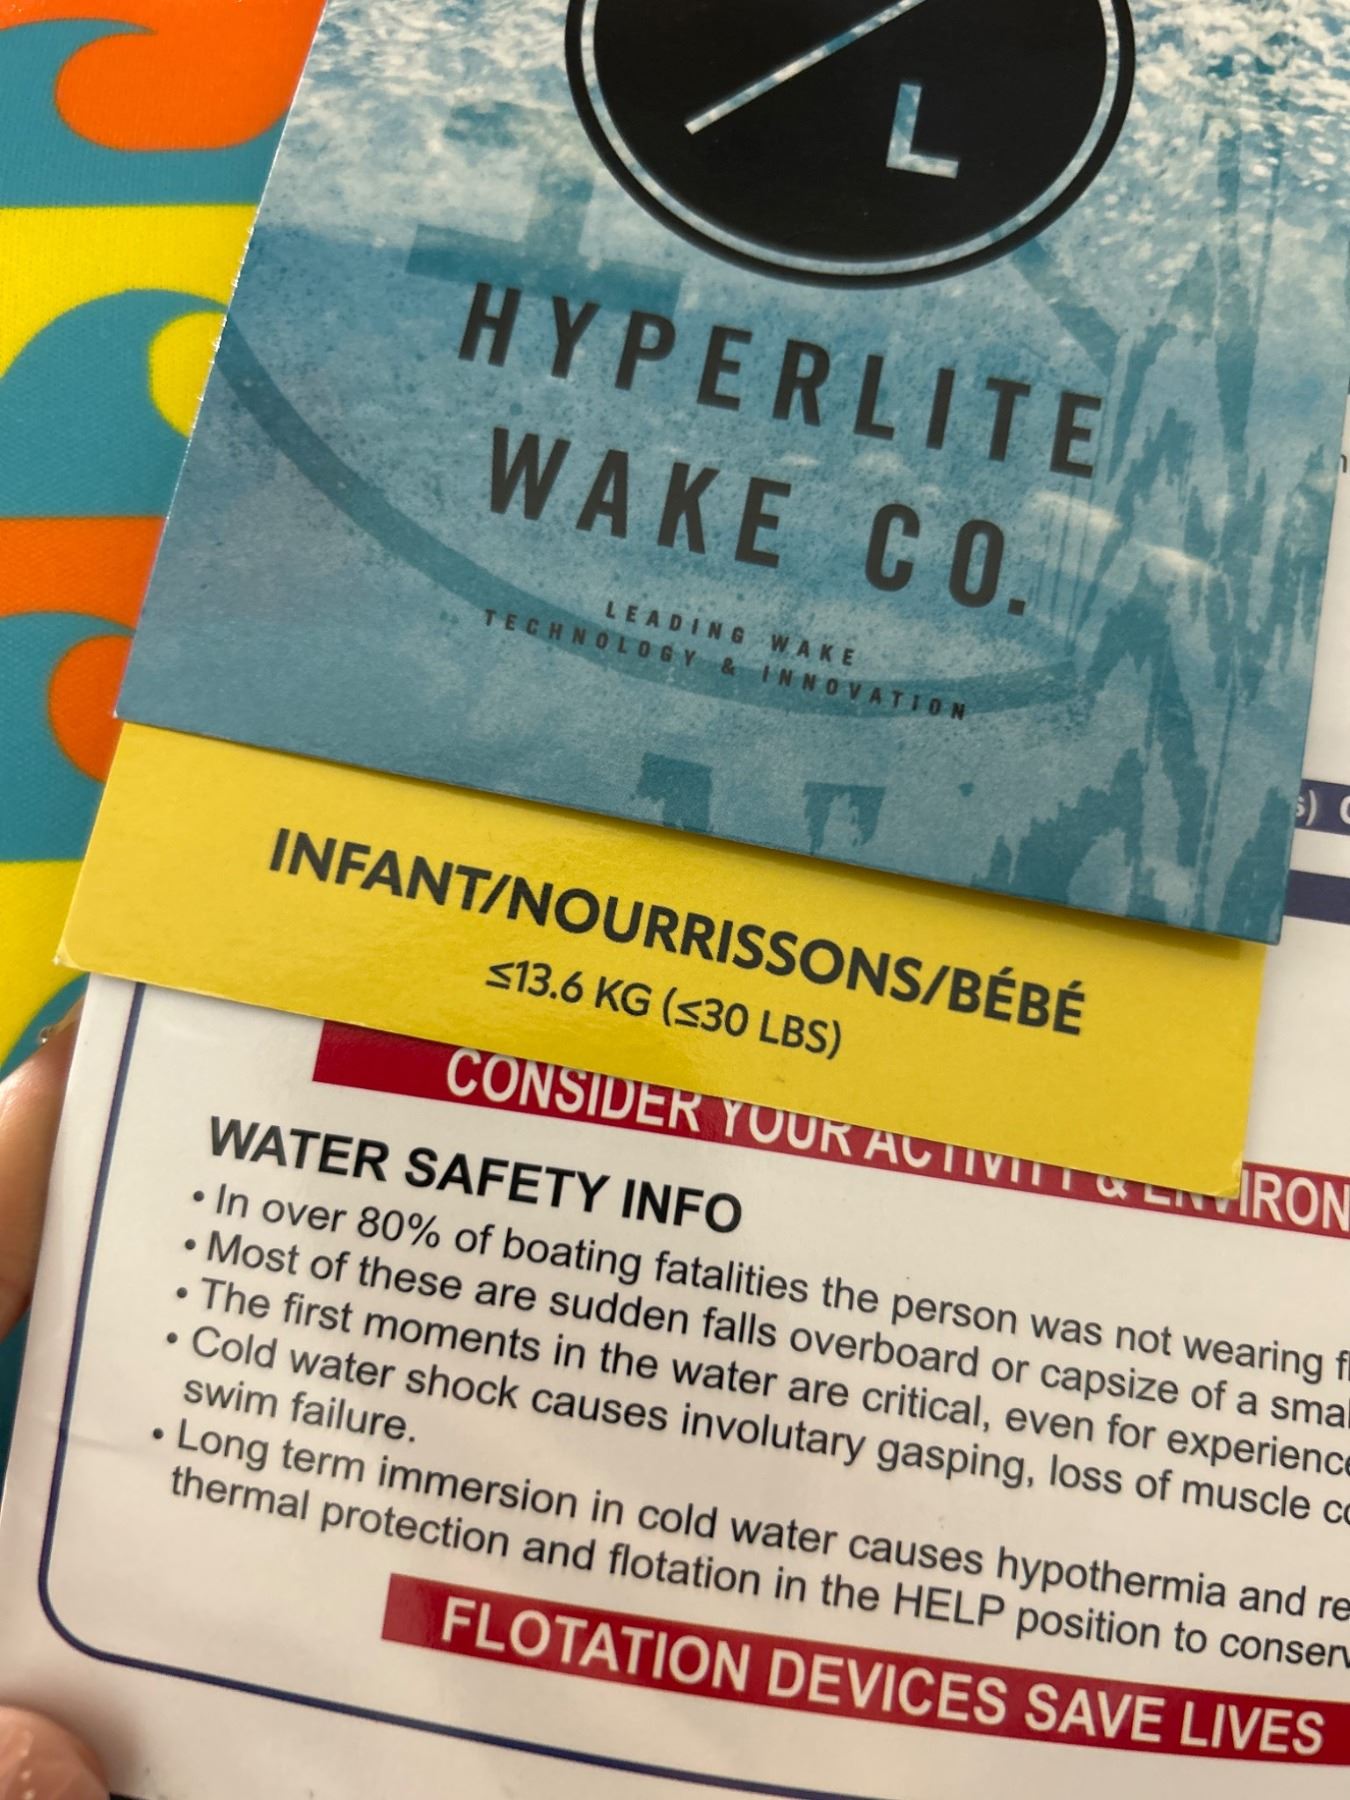 L
HYPERLITE
WAKE CO.
LEADING WAKE
TECHNOLOGY & INNOVATION
INFANT/NOURRISSONS/BÉBÉ
≤13.6 KG (≤30 LBS)
CONSIDER YOUR ACTIVITY &
WATER SAFETY INFO
• In over 80% of boating fatalities the person was not wearing
• Most of these are sudden falls overboard or capsize of a
• The first moments in the water are critical, even for
• Cold water shock causes involutary gasping, loss of muscle
swim failure.
• Long term immersion in cold water causes hypothermia and
thermal protection and flotation in the HELP position to
FLOTATION DEVICES SAVE LIVES